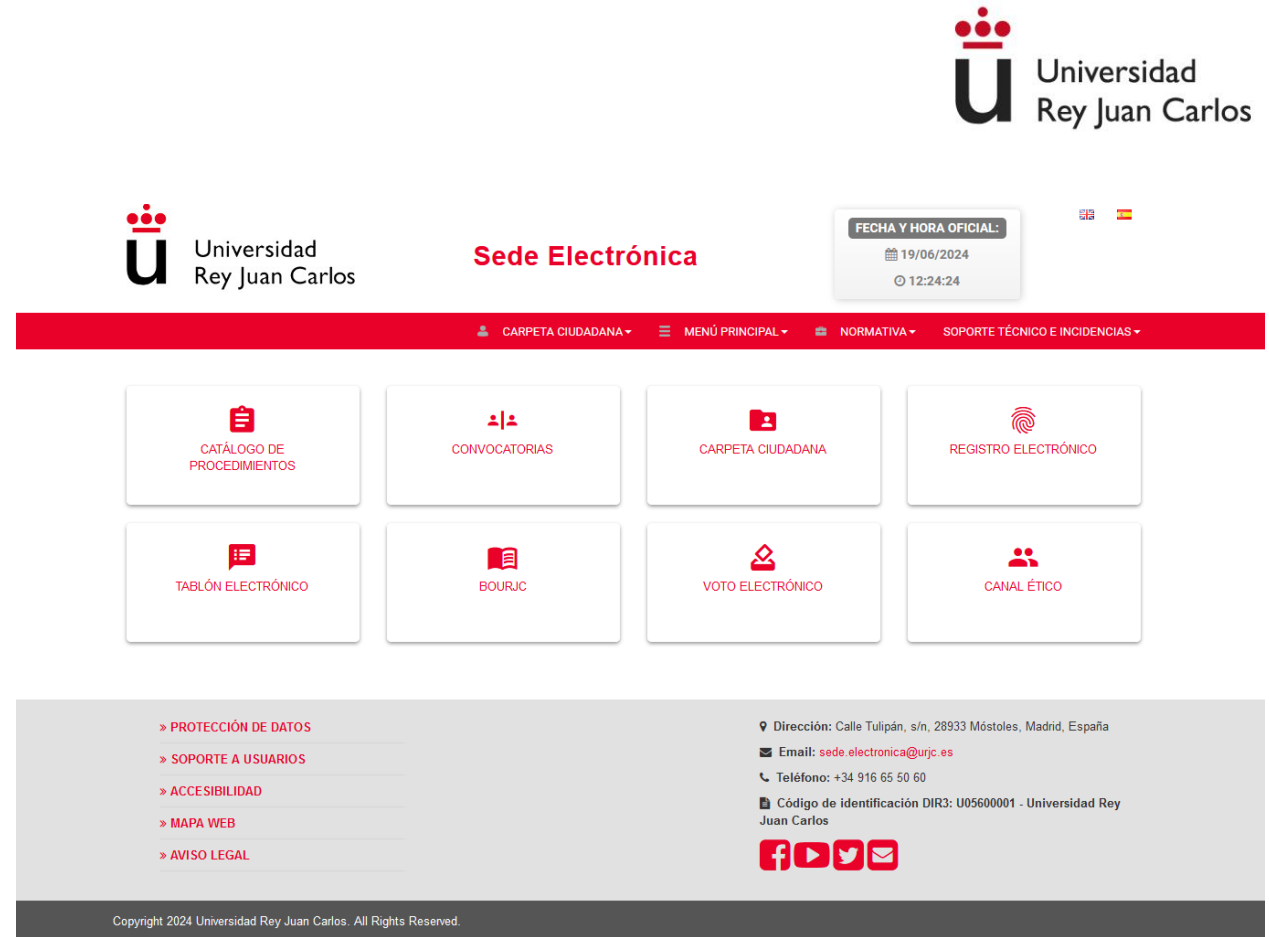 Universidad
Rey Juan Carlos
Universidad
Rey Juan Carlos
Sede Electrónica
FECHA Y HORA OFICIAL:
19/06/2024
12:24:24
CARPETA CIUDADANA
MENÚ PRINCIPAL
NORMATIVA
SOPORTE TÉCNICO E INCIDENCIAS
CATÁLOGO DE
PROCEDIMIENTOS
CONVOCATORIAS
CARPETA CIUDADANA
REGISTRO ELECTRÓNICO
TABLÓN ELECTRÓNICO
BOURJC
VOTO ELECTRÓNICO
CANAL ÉTICO
» PROTECCIÓN DE DATOS
» SOPORTE A USUARIOS
» ACCESIBILIDAD
» MAPA WEB
» AVISO LEGAL
Dirección: Calle Tulipán, s/n, 28933 Móstoles, Madrid, España
Email: sede.electronica@urjc.es
Teléfono: +34 916 65 50 60
Código de identificación DIR3: U05600001 - Universidad Rey
Juan Carlos
Copyright 2024 Universidad Rey Juan Carlos. All Rights Reserved.